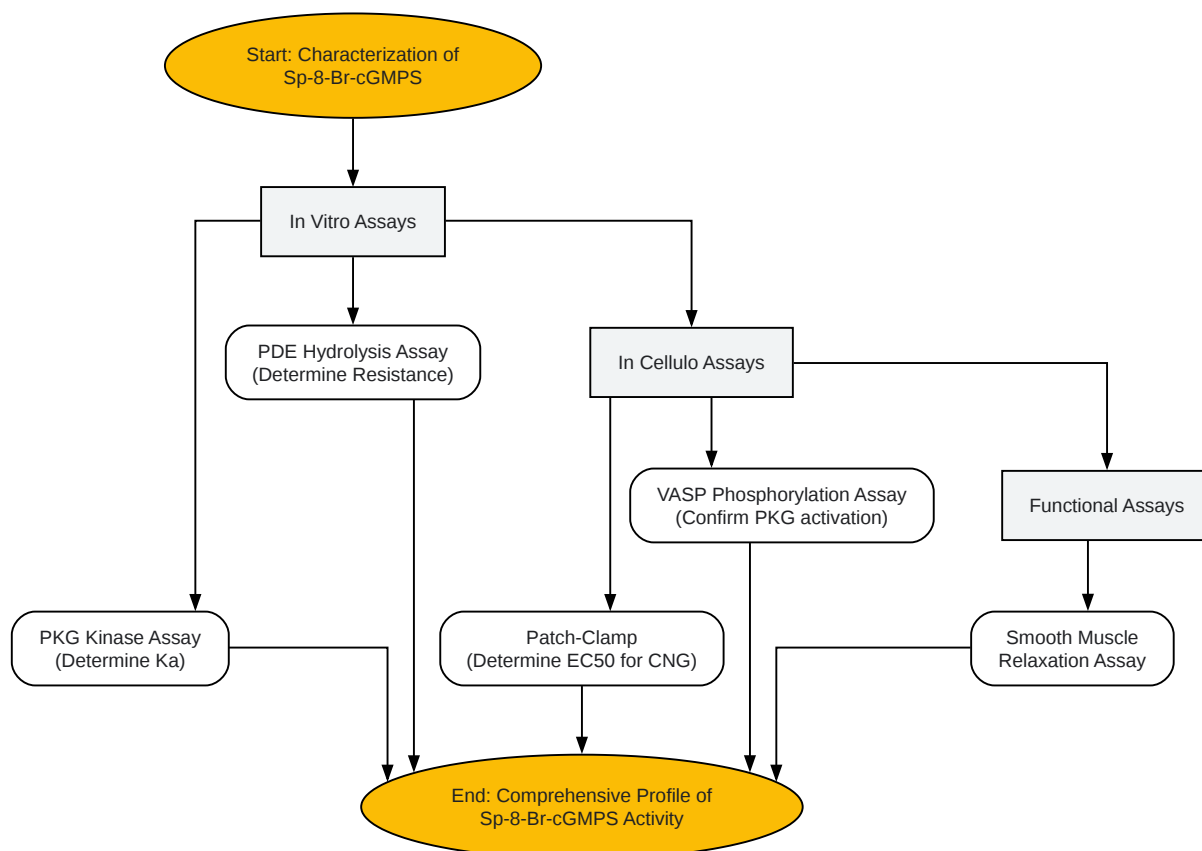 Start: Characterization of
Sp-8-Br-cGMPS
In Vitro Assays
PDE Hydrolysis Assay
(Determine Resistance)
In Cellulo Assays
VASP Phosphorylation Assay
(Confirm PKG activation)
Functional Assays
PKG Kinase Assay
(Determine Ka)
Patch-Clamp
(Determine EC50 for CNG)
Smooth Muscle
Relaxation Assay
End: Comprehensive Profile of
Sp-8-Br-cGMPS Activity